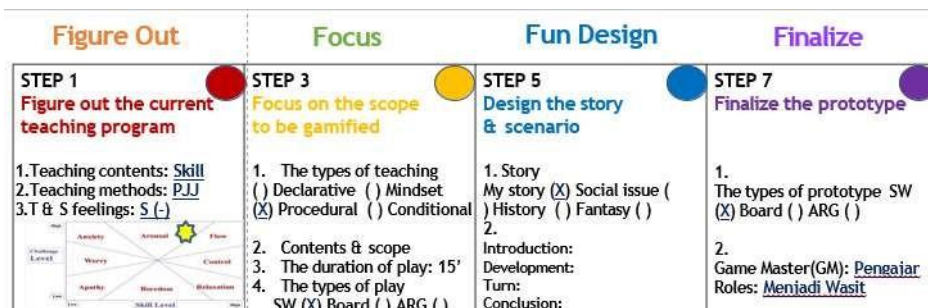 Figure Out
Focus
Fun Design
Finalize
STEP 1
Figure out the current
teaching program
1.Teaching contents: Skill
2.Teaching methods: PJJ
3.T & S feelings: S (-)
High
Anxiety
Arousal
Flow
Challenge
Level
Worry
Control
Apathy
Boredom
Relaxation
Low
Low
Skill Level
High
STEP 3
Focus on the scope
to be gamified
1. The types of teaching
( ) Declarative ( ) Mindset
(X) Procedural ( ) Conditional
2. Contents & scope
3. The duration of play: 15’
4. The types of play
SW (X) Board ( ) ARG ( )
STEP 5
Design the story
& scenario
1. Story
My story (X) Social issue (
) History ( ) Fantasy ( )
2.
Introduction:
Development:
Turn:
Conclusion:
STEP 7
Finalize the prototype
1.
The types of prototype SW
(X) Board ( ) ARG ( )
2.
Game Master(GM): Pengajar
Roles: Menjadi Wasit